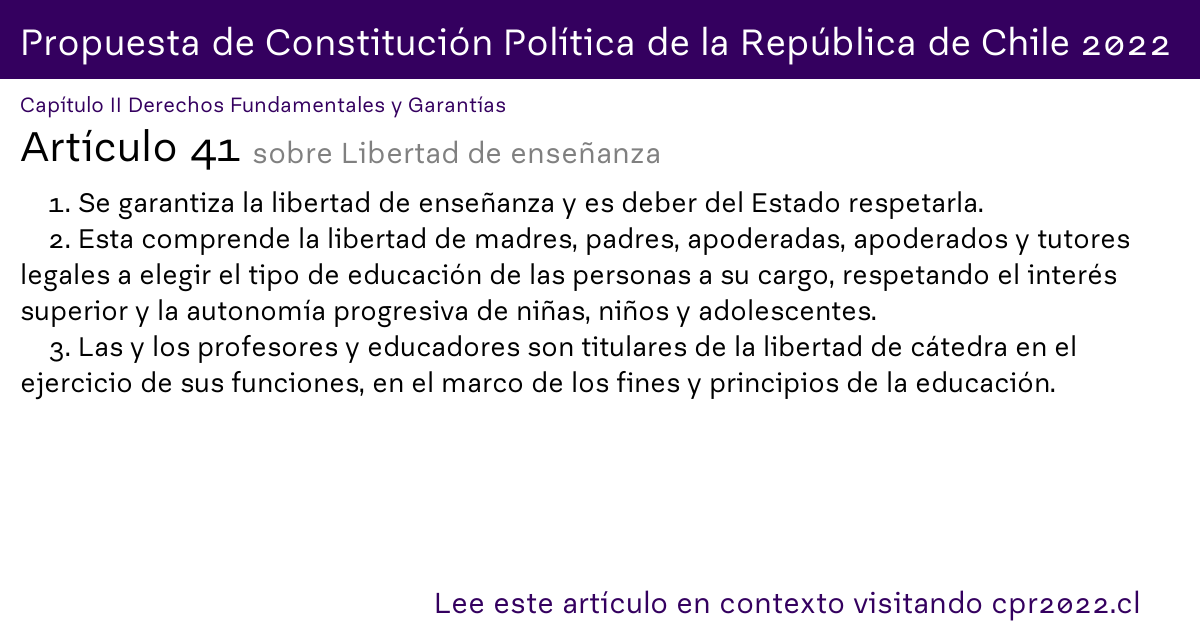 Propuesta de Constitución Política de la República de Chile 2022
Capítulo II Derechos Fundamentales y Garantías
Artículo 41 sobre Libertad de enseñanza
1. Se garantiza la libertad de enseñanza y es deber del Estado respetarla.
2. Esta comprende la libertad de madres, padres, apoderadas, apoderados y tutores
legales a elegir el tipo de educación de las personas a su cargo, respetando el interés
superior y la autonomía progresiva de niñas, niños y adolescentes.
3. Las y los profesores y educadores son titulares de la libertad de cátedra en el
ejercicio de sus funciones, en el marco de los fines y principios de la educación.
Lee este artículo en contexto visitando cpr2022.cl